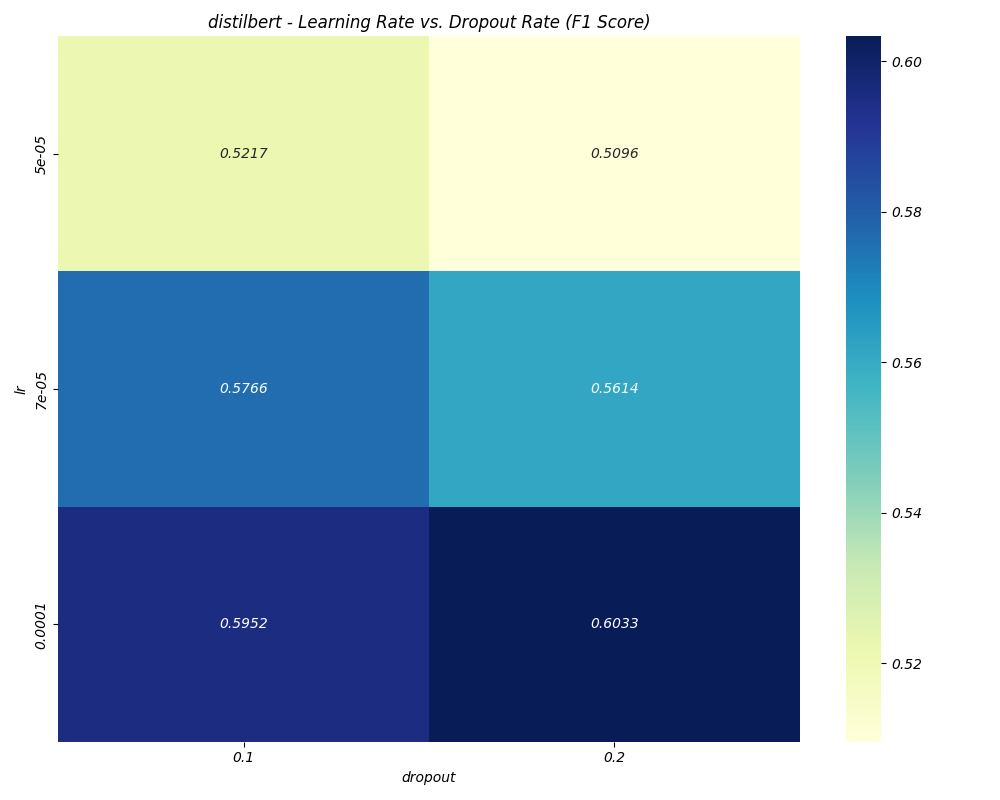 distilbert - Learning Rate vs. Dropout Rate (F1 Score)
0.60
5e-05
0.5217 0.5096
0.58
lr
7e-05
0.5766 0.5614
0.56
0.54
0.0001
0.5952 0.6033
0.52
0.1 0.2
dropout